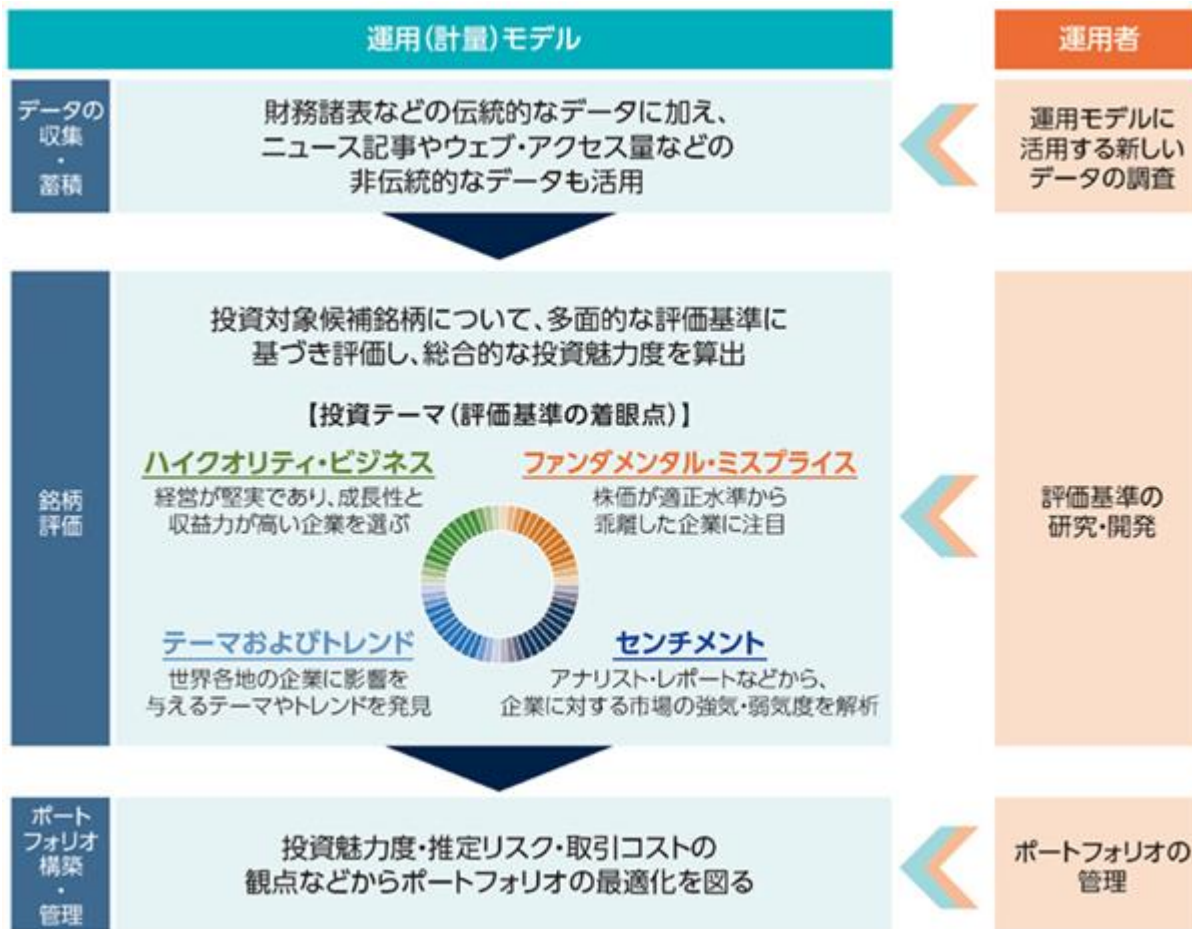 運用(計量)モデル
運用者
データの
収集
・
蓄積
財務諸表などの伝統的なデータに加え、
ニュース記事やウェブ・アクセス量などの
非伝統的なデータも活用
運用モデルに
活用する新しい
データの調査
銘柄
評価
投資対象候補銘柄について、多面的な評価基準に
基づき評価し、総合的な投資魅力度を算出
【投資テーマ(評価基準の着眼点)】
ハイクオリティ・ビジネス
経営が堅実であり、成長性と
収益力が高い企業を選ぶ
ファンダメンタル・ミスプライス
株価が適正水準から
乖離した企業に注目
テーマおよびトレンド
世界各地の企業に影響を
与えるテーマやトレンドを発見
センチメント
アナリスト・レポートなどから、
企業に対する市場の強気・弱気度を解析
評価基準の
研究・開発
ポート
フォリオ
構築
・
管理
投資魅力度・推定リスク・取引コストの
観点などからポートフォリオの最適化を図る
ポートフォリオの
管理